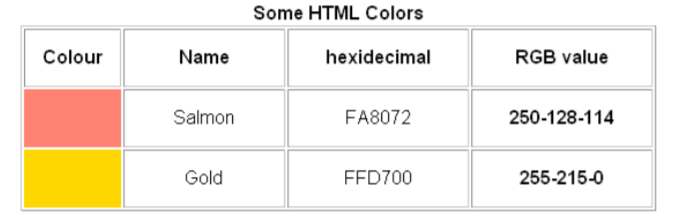 Some HTML Colors
Colour Name hexidecimal RGB value
Salmon FA8072 250-128-114
Gold FFD700 255-215-0